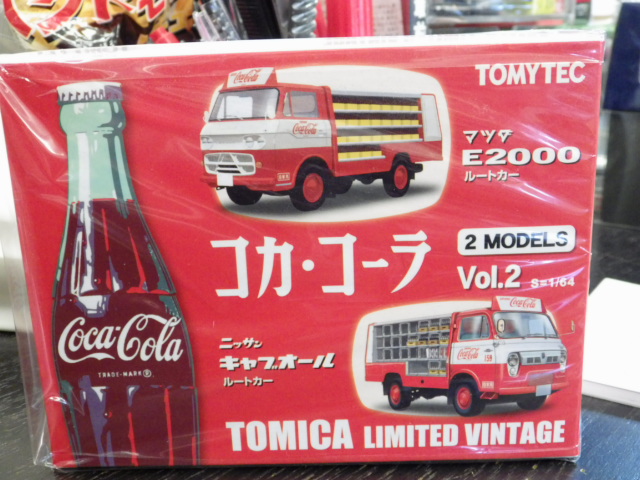 TOMYTEC
Coca-Cola
マツダ
E2000
ルートカー
コカ・コーラ
2 MODELS
Vol.2 S=1/64
Coca-Cola
TRADE-MARK ®
ニッサン
キャブオール
ルートカー
Coca-Cola
TOMICA LIMITED VINTAGE